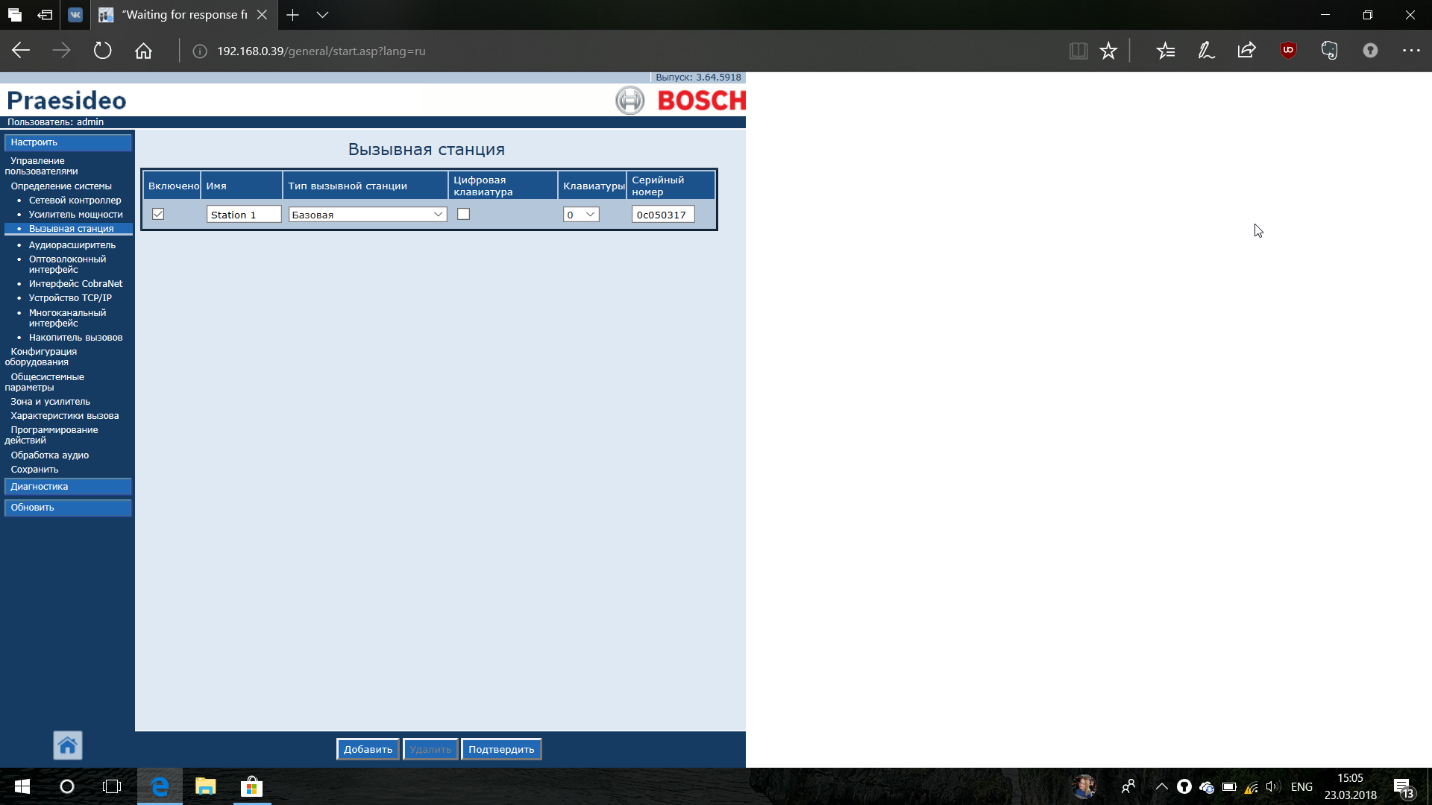 "Waiting for response fr
192.168.0.39/general/start.asp?lang=ru
Выпуск: 3.64.5918
Praesideo
BOSCH
Пользователь: admin
Настроить
Управление
пользователями
Определение системы
• Сетевой контроллер
• Усилитель мощности
• Вызывная станция
• Аудиорасширитель
• Оптоволоконный
интерфейс
• Интерфейс CobraNet
• Устройство TCP/IP
• Многоканальный
интерфейс
• Накопитель вызовов
Конфигурация
оборудования
Общесистемные
параметры
Зона и усилитель
Характеристики вызова
Программирование
действий
Обработка аудио
Сохранить
Диагностика
Обновить
Вызывная станция
Включено Имя Тип вызывной станции Цифровая клавиатура Клавиатуры Серийный номер
Station 1 Базовая 0 0c050317
Добавить Удалить Подтвердить
ENG
15:05
23.03.2018
13